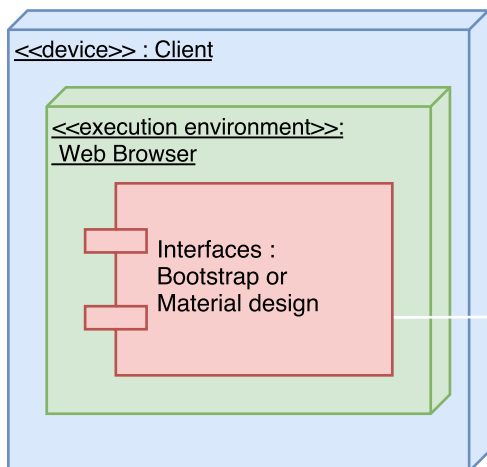 <<device>> : Client
<<execution environment>>:
Web Browser
Interfaces :
Bootstrap or
Material design